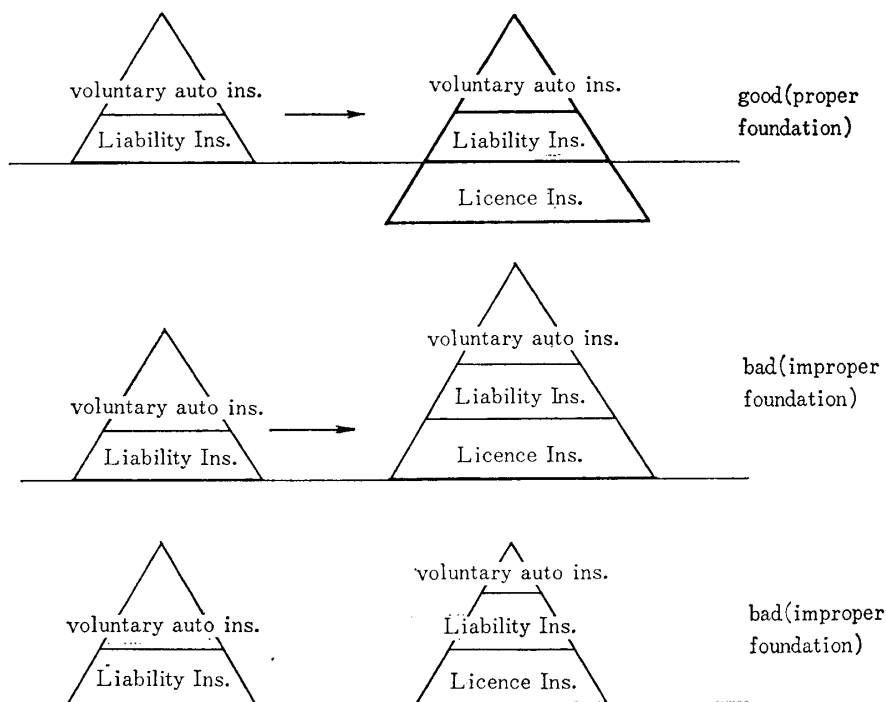 voluntary auto ins.
Liability Ins.
voluntary auto ins.
Liability Ins.
Licence Ins.
good(proper
foundation)
voluntary auto ins.
Liability Ins.
voluntary auto ins.
Liability Ins.
Licence Ins.
bad(improper
foundation)
voluntary auto ins.
Liability Ins.
voluntary auto ins.
Liability Ins.
Licence Ins.
bad(improper
foundation)